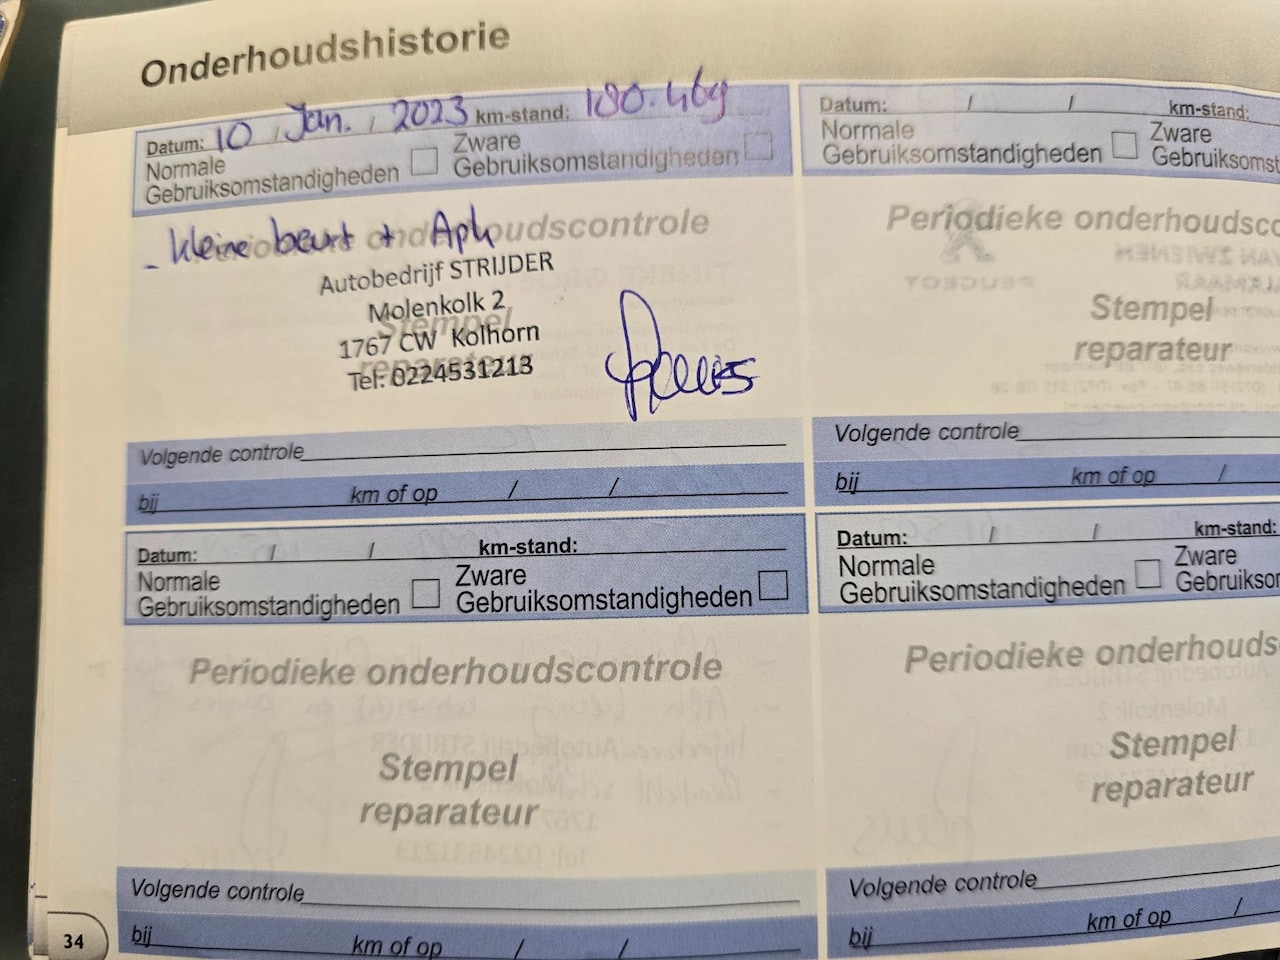 Onderhoudshistorie
Datum: 10 / Jan. / 2023 km-stand: 180.469
Normale
Gebruiksomstandigheden
Zware
Gebruiksomstandigheden
- kleine beurt + Apk
Periodieke onderhoudscontrole
Autobedrijf STRIJDER
Molenkolk 2
1767 CW Kolhorn
Tel: 0224531213
Stempel
reparateur
Volgende controle
bij km of op / /
Datum: / / km-stand:
Normale
Gebruiksomstandigheden
Zware
Gebruiksomstandigheden
Periodieke onderhoudscontrole
Stempel
reparateur
Volgende controle
bij km of op / /
34
Datum: / / km-stand:
Normale
Gebruiksomstandigheden
Zware
Gebruiksomst
Periodieke onderhoudsc
Stempel
reparateur
Volgende controle
bij km of op /
Datum: / / km-stand:
Normale
Gebruiksomstandigheden
Zware
Gebruiksom
Periodieke onderhouds
Stempel
reparateur
Volgende controle
bij km of op /